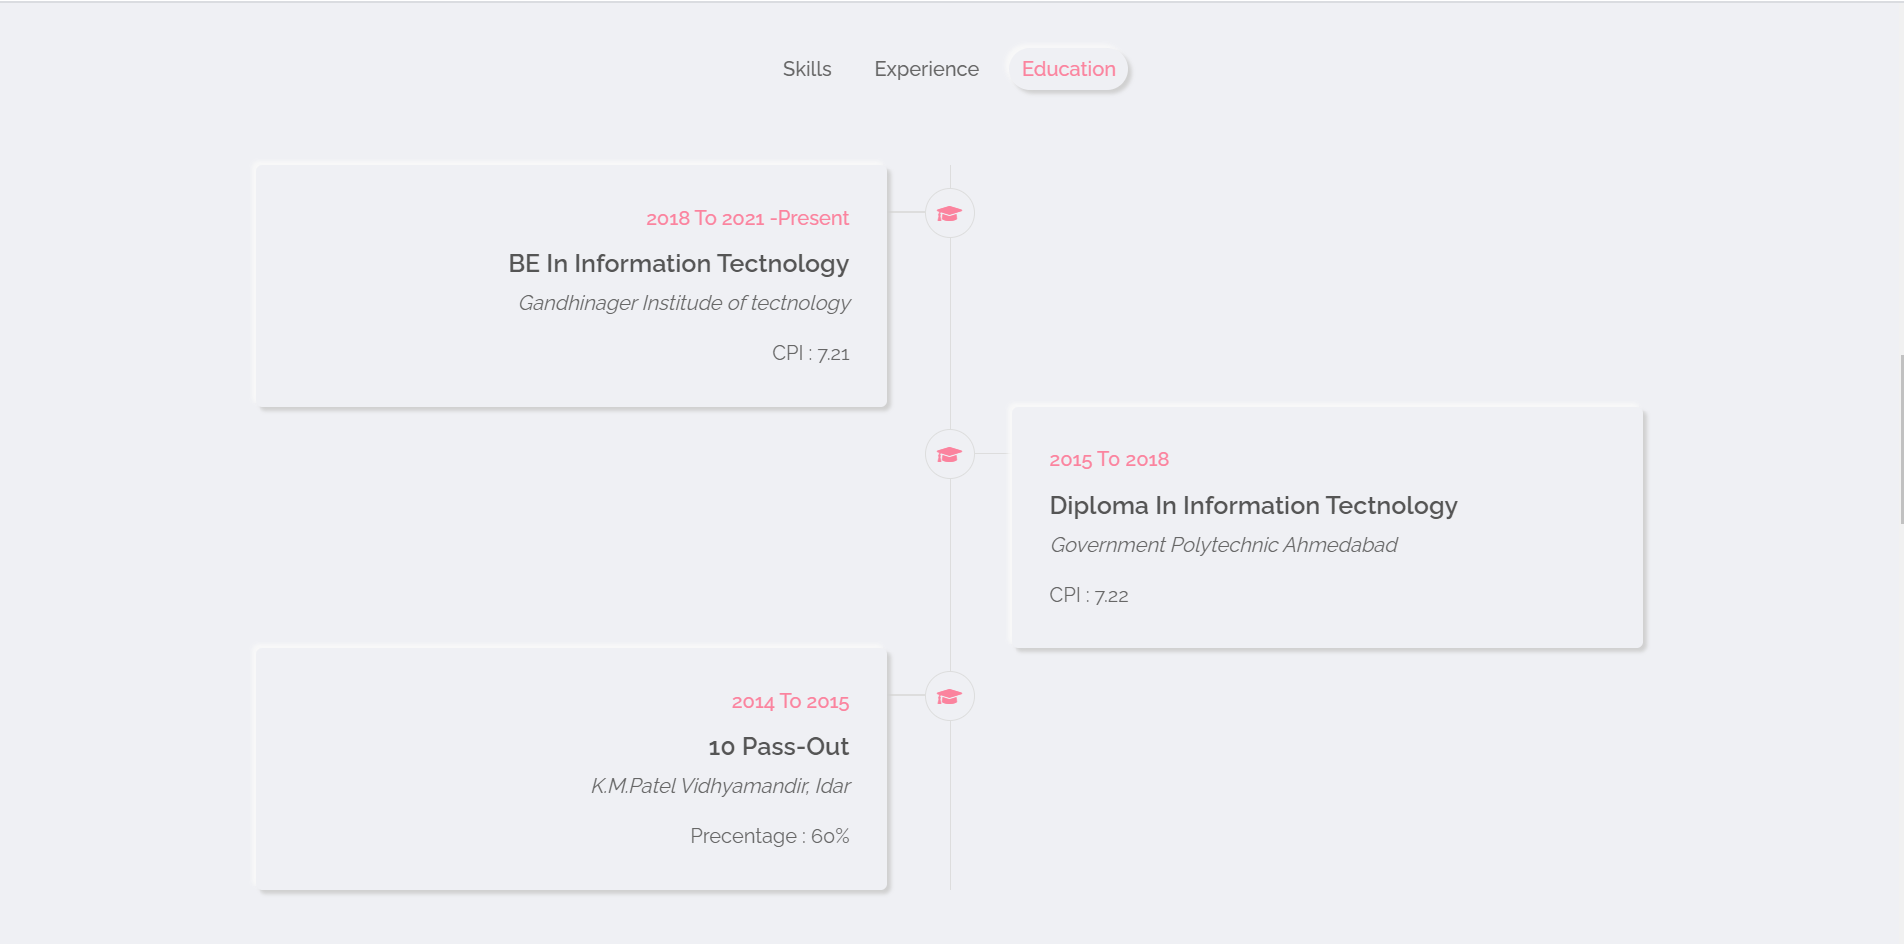 Skills Experience Education
2018 To 2021 -Present
BE In Information Tectnology
Gandhinager Institude of tectnology
CPI : 7.21
2015 To 2018
Diploma In Information Tectnology
Government Polytechnic Ahmedabad
CPI : 7.22
2014 To 2015
10 Pass-Out
K.M.Patel Vidhyamandir, Idar
Precentage : 60%